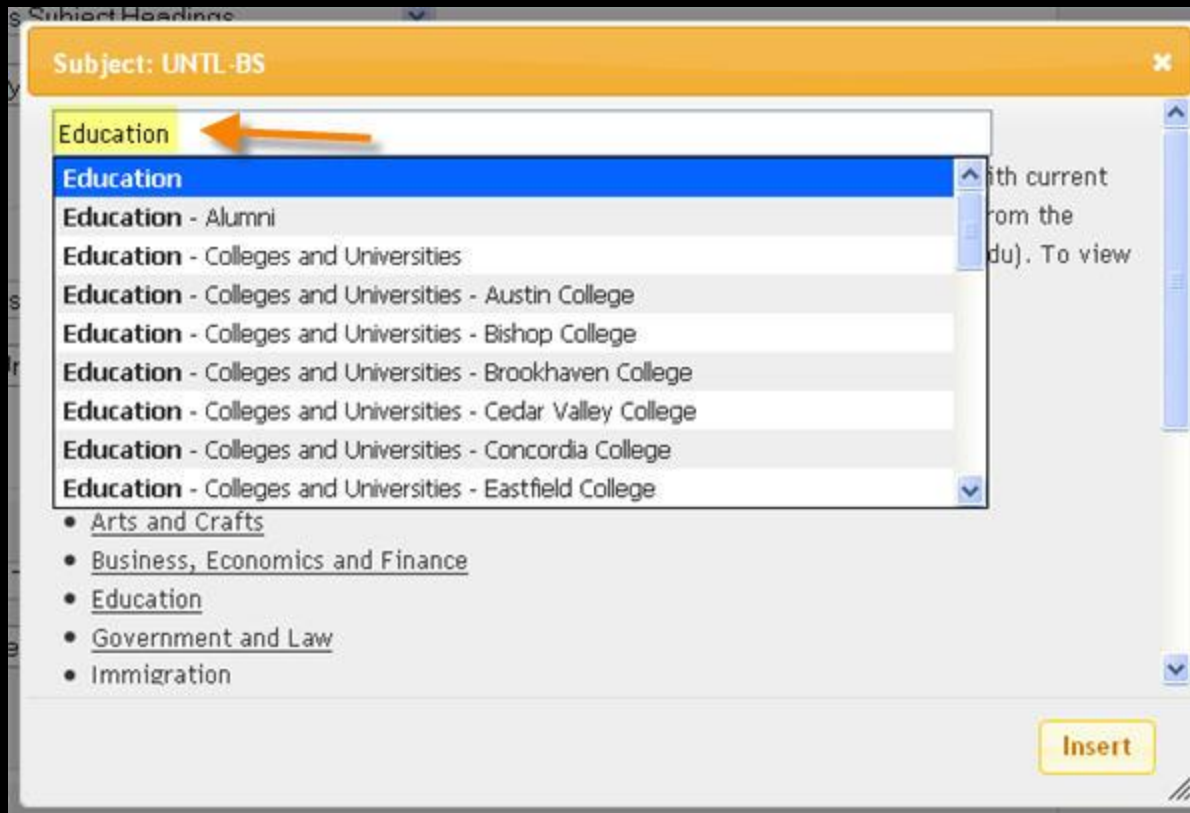 s Subject Headings
Subject: UNTL-BS
Education
Education
ith current
Education - Alumni
rom the
Education - Colleges and Universities
du). To view
Education - Colleges and Universities - Austin College
Education - Colleges and Universities - Bishop College
Education - Colleges and Universities - Brookhaven College
Education - Colleges and Universities - Cedar Valley College
Education - Colleges and Universities - Concordia College
Education - Colleges and Universities - Eastfield College
• Arts and Crafts
• Business, Economics and Finance
• Education
• Government and Law
• Immigration
Insert